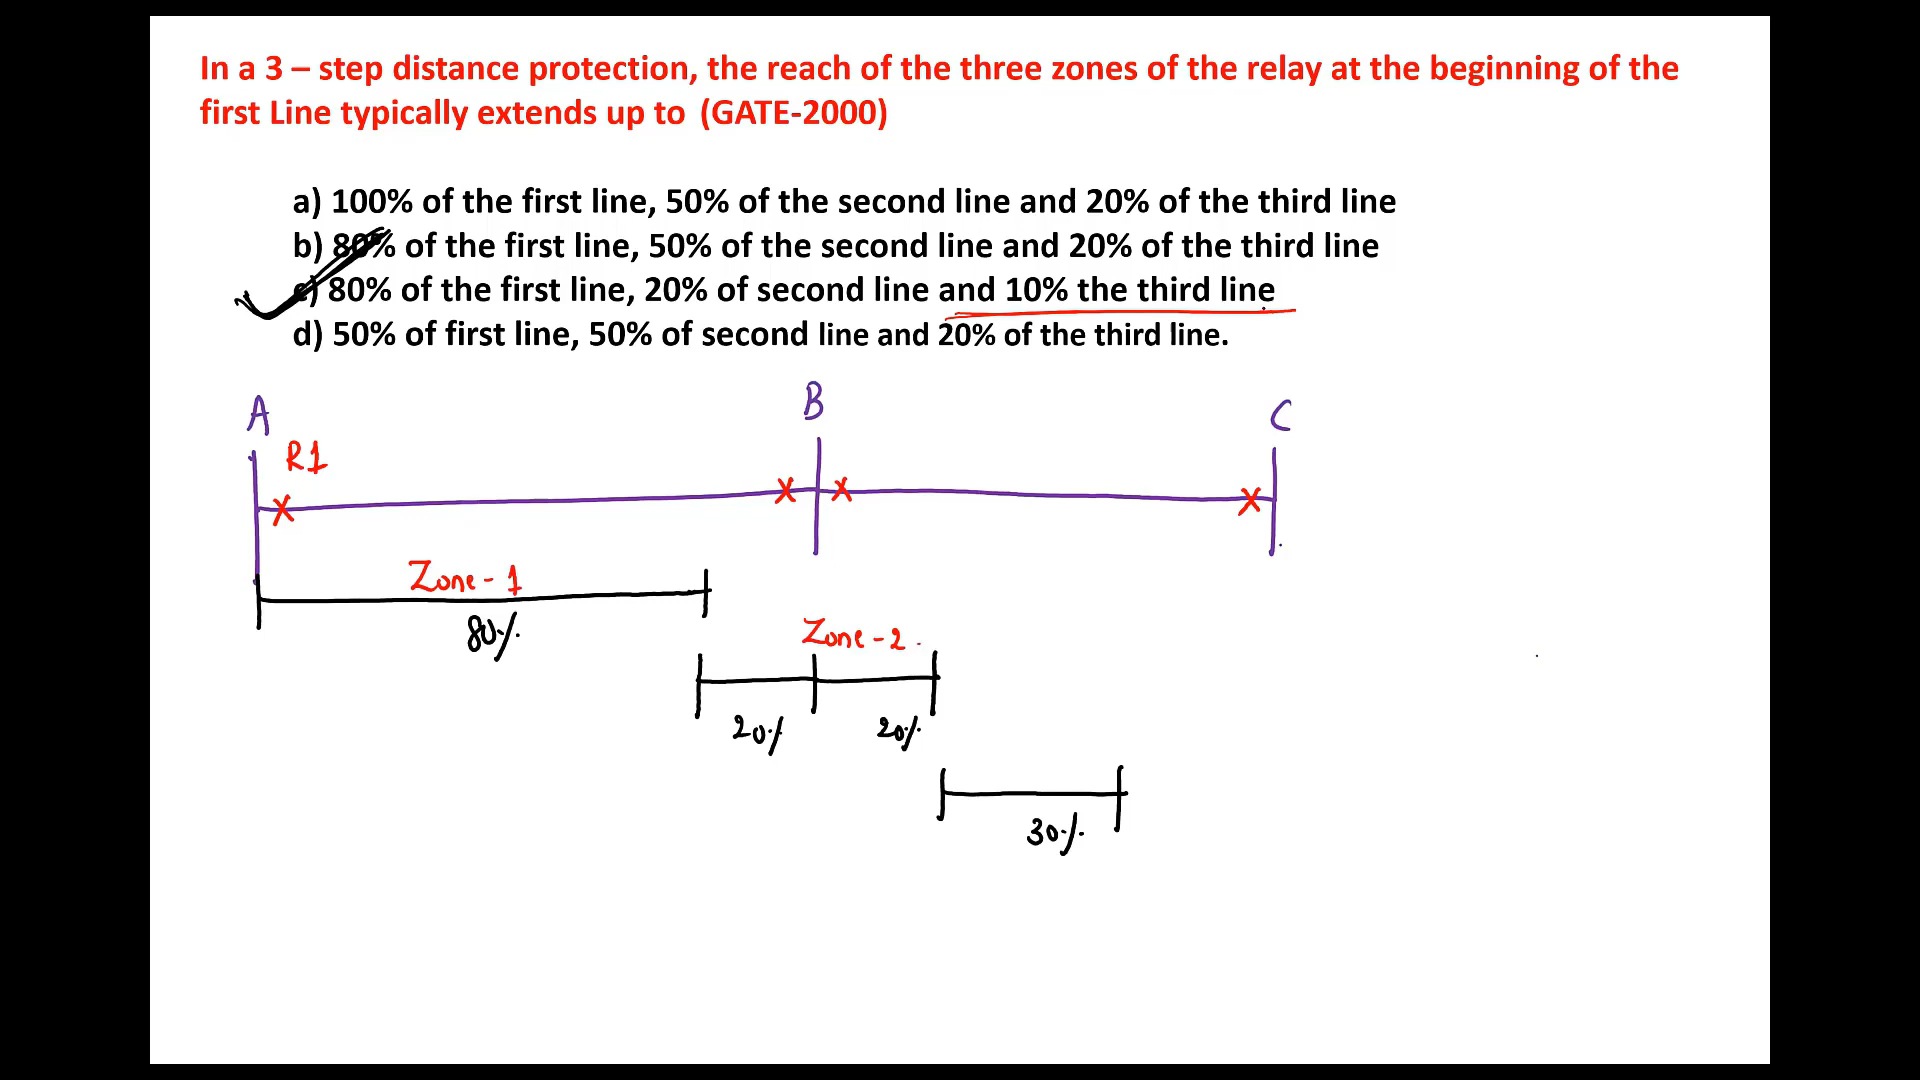 In a 3 – step distance protection, the reach of the three zones of the relay at the beginning of the
first Line typically extends up to (GATE-2000)
a) 100% of the first line, 50% of the second line and 20% of the third line
b) 80% of the first line, 50% of the second line and 20% of the third line
c) 80% of the first line, 20% of second line and 10% the third line
d) 50% of first line, 50% of second line and 20% of the third line.
A B C
R1
Zone-1
80%
Zone-2
20% 20%
30%